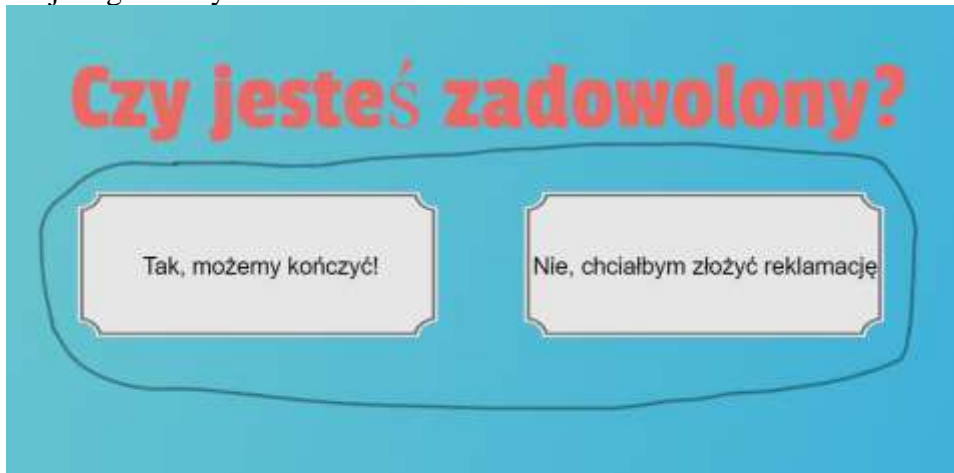 Czy jesteś zadowolony?
Tak, możemy kończyć!
Nie, chciałbym złożyć reklamację